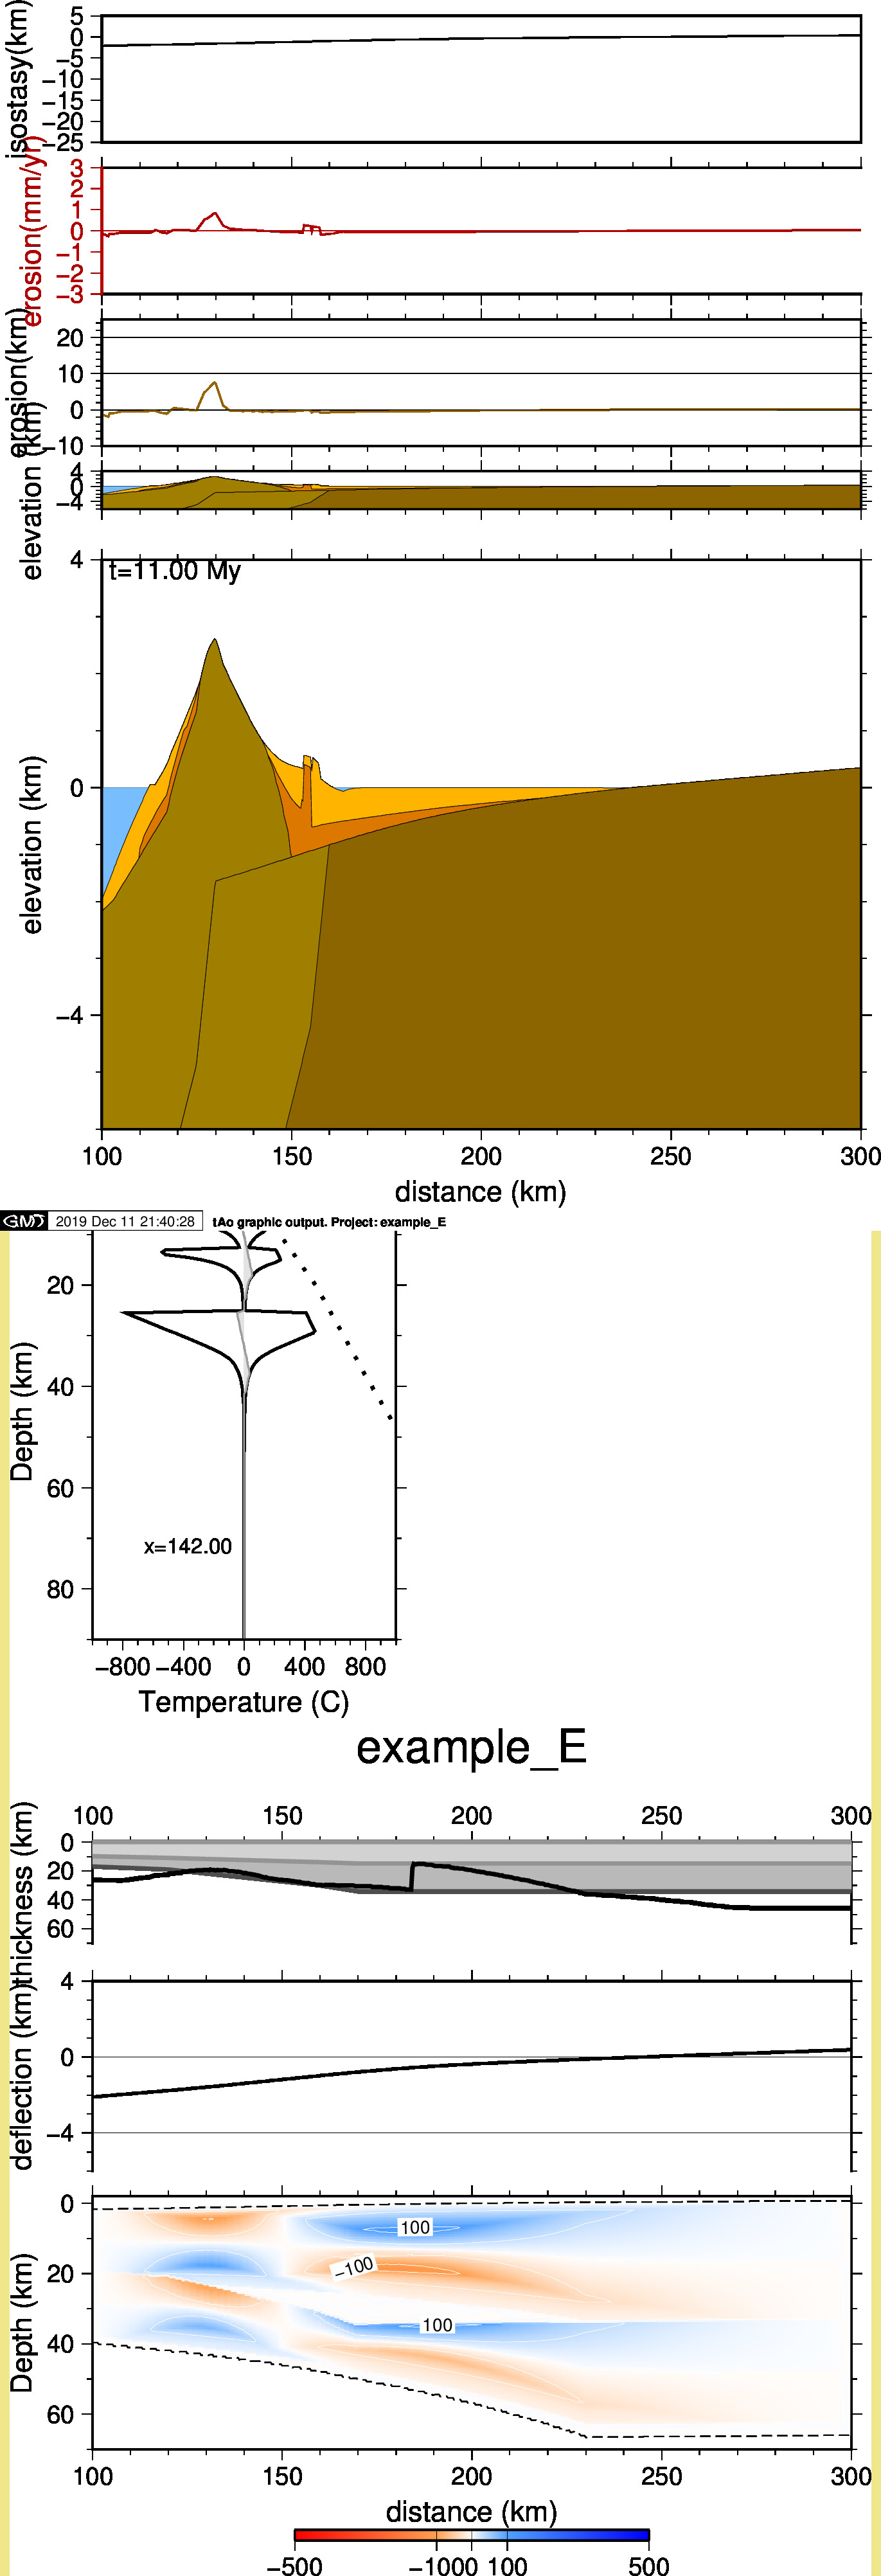 5
0
−5
−10
−15
−20
−25
isostasy(km)
3
2
1
0
−1
−2
−3
erosion(mm/yr)
20
10
0
10
erosion(km)
4
0
−4
elevation (km)
4
t=11.00 My
0
−4
elevation (km)
100 150 200 250 300
distance (km)
GMT 2019 Dec 11 21:40:28 tAo graphic output. Project: example_E
20
40
60
80
Depth (km)
x=142.00
−800 −400 0 400 800
Temperature (C)
example_E
100 150 200 250 300
0
20
40
60
thickness (km)
4
0
−4
deflection (km)
0
20
40
60
Depth (km)
100
−100
100
100 150 200 250 300
distance (km)
−500 −1000 100 500